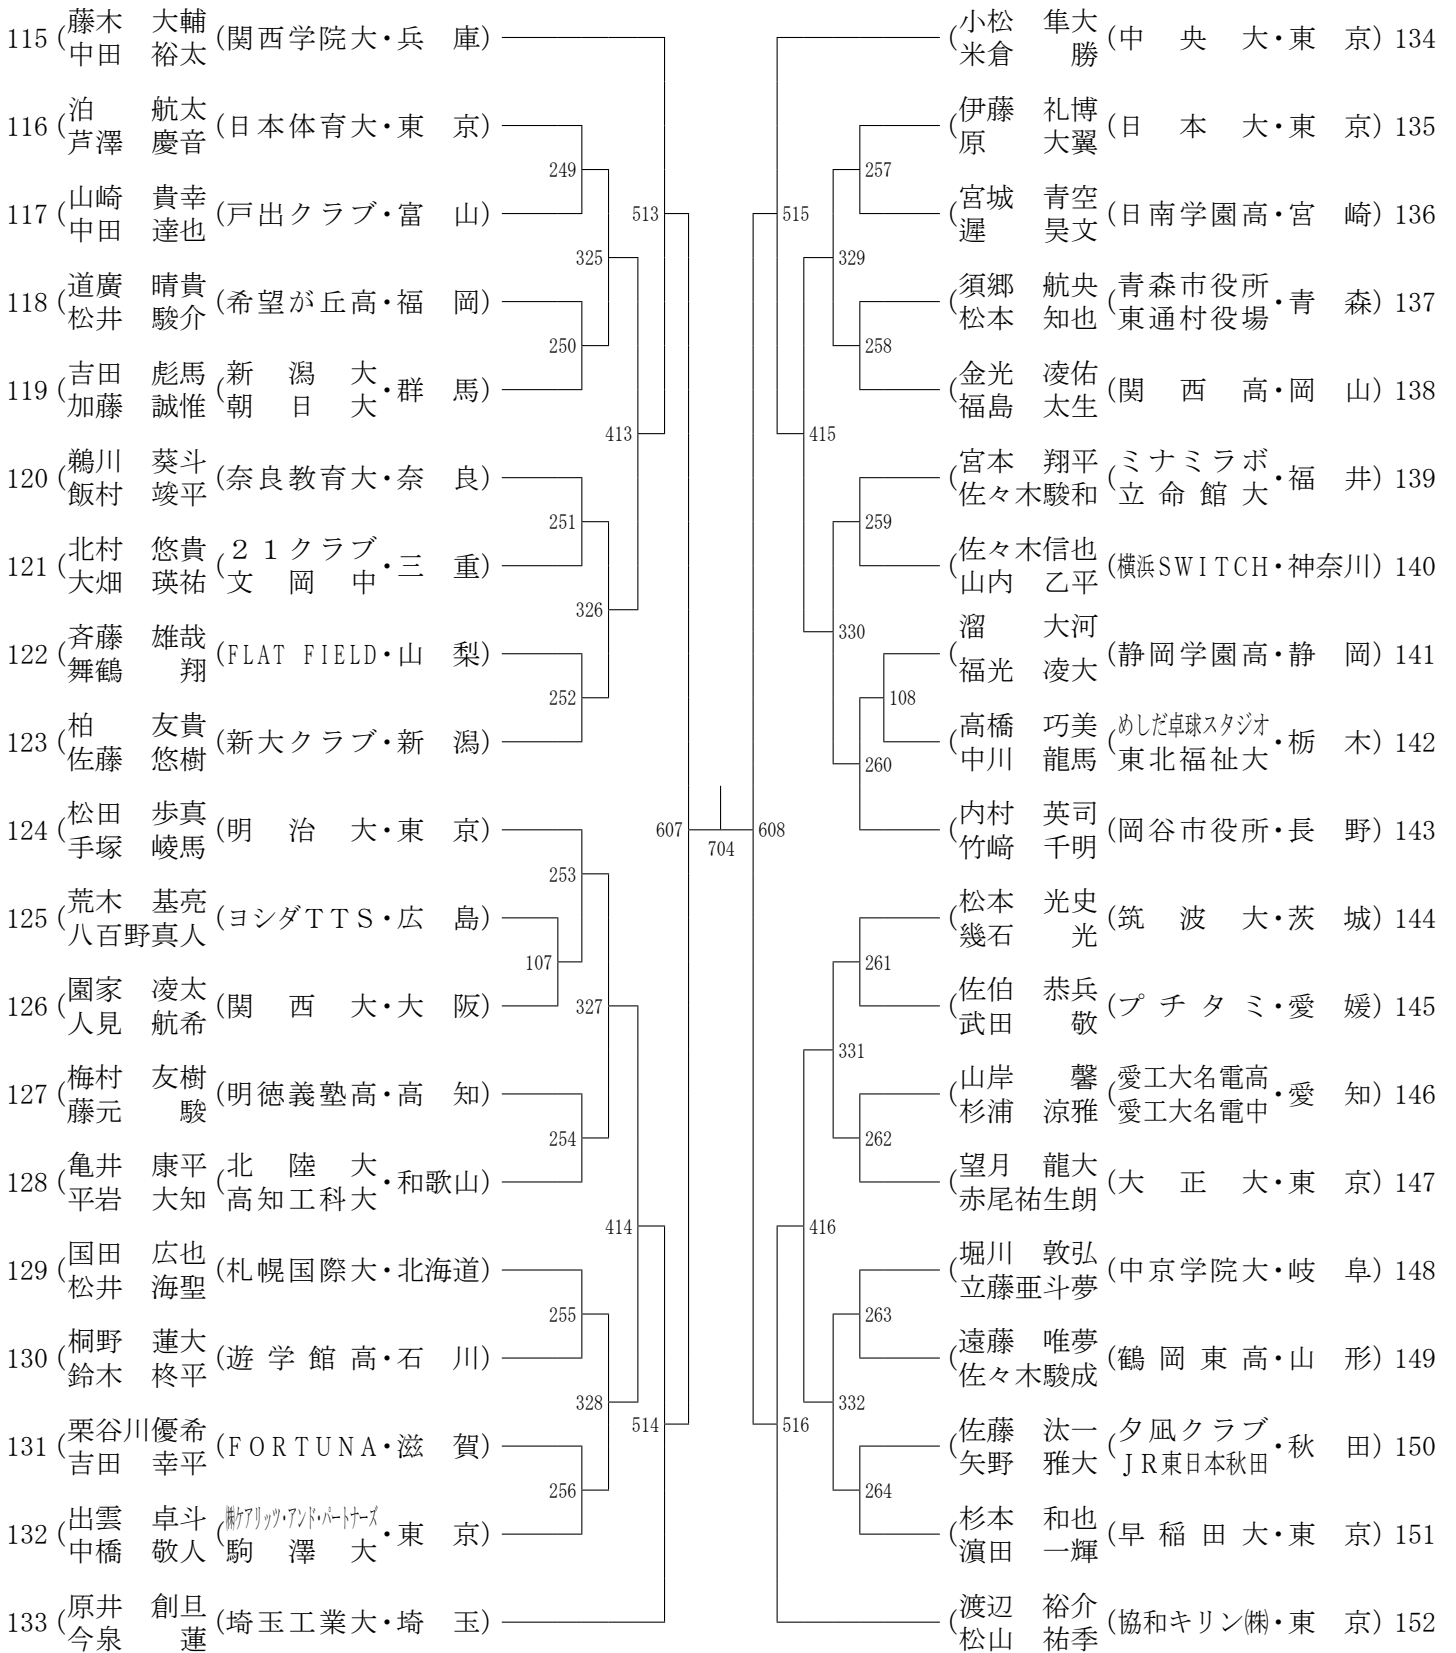 115 (藤木 大輔 (関西学院大・兵 庫)
中田 裕太
116 (泊 航太 (日本体育大・東 京)
芦澤 慶音
249
117 (山崎 貴幸 (戸出クラブ・富 山)
中田 達也
513
325
118 (道廣 晴貴 (希望が丘高・福 岡)
松井 駿介
250
119 (吉田 彪馬 (新 潟 大・群 馬)
加藤 誠惟 朝 日 大
413
120 (鵜川 葵斗 (奈良教育大・奈 良)
飯村 竣平
251
121 (北村 悠貴 (21クラブ・三 重)
大畑 瑛祐 文 岡 中
326
122 (斉藤 雄哉 (FLAT FIELD・山 梨)
舞鶴 翔
252
123 (柏 友貴 (新大クラブ・新 潟)
佐藤 悠樹
124 (松田 歩真 (明 治 大・東 京)
手塚 崚馬
607
704
608
253
125 (荒木 基亮 (ヨシダTTS・広 島)
八百野真人
107
126 (園家 凌太 (関 西 大・大 阪)
人見 航希
327
127 (梅村 友樹 (明徳義塾高・高 知)
藤元 駿
254
128 (亀井 康平 (北 陸 大・和歌山)
平岩 大知 高知工科大
414
129 (国田 広也 (札幌国際大・北海道)
松井 海聖
255
130 (桐野 蓮大 (遊学館高・石 川)
鈴木 柊平
328
514
131 (栗谷川優希 (FORTUNA・滋 賀)
吉田 幸平
256
132 (出雲 卓斗 (㈱ケアリッツ・アンド・パートナーズ・東 京)
中橋 敬人 駒 澤 大
133 (原井 創旦 (埼玉工業大・埼 玉)
今泉 蓮
(小松 隼大 (中 央 大・東 京) 134
米倉 勝
(伊藤 礼博 (日 本 大・東 京) 135
原 大翼
257
(宮城 青空 (日南学園高・宮 崎) 136
遲 昊文
515
329
(須郷 航央 (青森市役所・青 森) 137
松本 知也 東通村役場
258
(金光 凌佑 (関 西 高・岡 山) 138
福島 太生
415
(宮本 翔平 (ミナミラボ・福 井) 139
佐々木駿和 立命館大
259
(佐々木信也 (横浜SWITCH・神奈川) 140
山内 乙平
330
(溜 大河 (静岡学園高・静 岡) 141
福光 凌大
108
(高橋 巧美 (めしだ卓球スタジオ・栃 木) 142
中川 龍馬 東北福祉大
260
(内村 英司 (岡谷市役所・長 野) 143
竹﨑 千明
(松本 光史 (筑 波 大・茨 城) 144
幾石 光
261
(佐伯 恭兵 (プチタミ・愛 媛) 145
武田 敬
331
(山岸 馨 (愛工大名電高・愛 知) 146
杉浦 涼雅 愛工大名電中
262
(望月 龍大 (大 正 大・東 京) 147
赤尾祐生朗
416
(堀川 敦弘 (中京学院大・岐 阜) 148
立藤亜斗夢
263
(遠藤 唯夢 (鶴岡東高・山 形) 149
佐々木駿成
332
516
(佐藤 汰一 (夕凪クラブ・秋 田) 150
矢野 雅大 JR東日本秋田
264
(杉本 和也 (早稲田大・東 京) 151
濵田 一輝
(渡辺 裕介 (協和キリン㈱・東 京) 152
松山 祐季